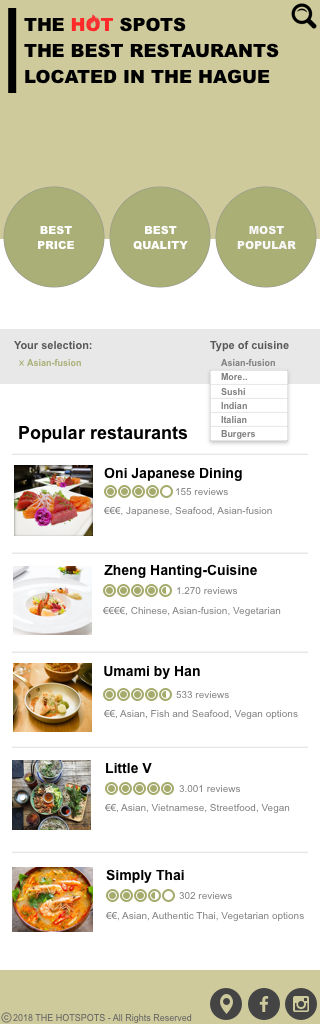 THE HOT SPOTS
THE BEST RESTAURANTS
LOCATED IN THE HAGUE
BEST
PRICE
BEST
QUALITY
MOST
POPULAR
Your selection:
× Asian-fusion
Type of cuisine
Asian-fusion
More..
Sushi
Indian
Italian
Burgers
Popular restaurants
Oni Japanese Dining
155 reviews
€€€, Japanese, Seafood, Asian-fusion
Zheng Hanting-Cuisine
1.270 reviews
€€€€, Chinese, Asian-fusion, Vegetarian
Umami by Han
533 reviews
€€, Asian, Fish and Seafood, Vegan options
Little V
3.001 reviews
€€, Asian, Vietnamese, Streetfood, Vegan
Simply Thai
302 reviews
€€, Asian, Authentic Thai, Vegetarian options
©2018 THE HOTSPOTS - All Rights Reserved